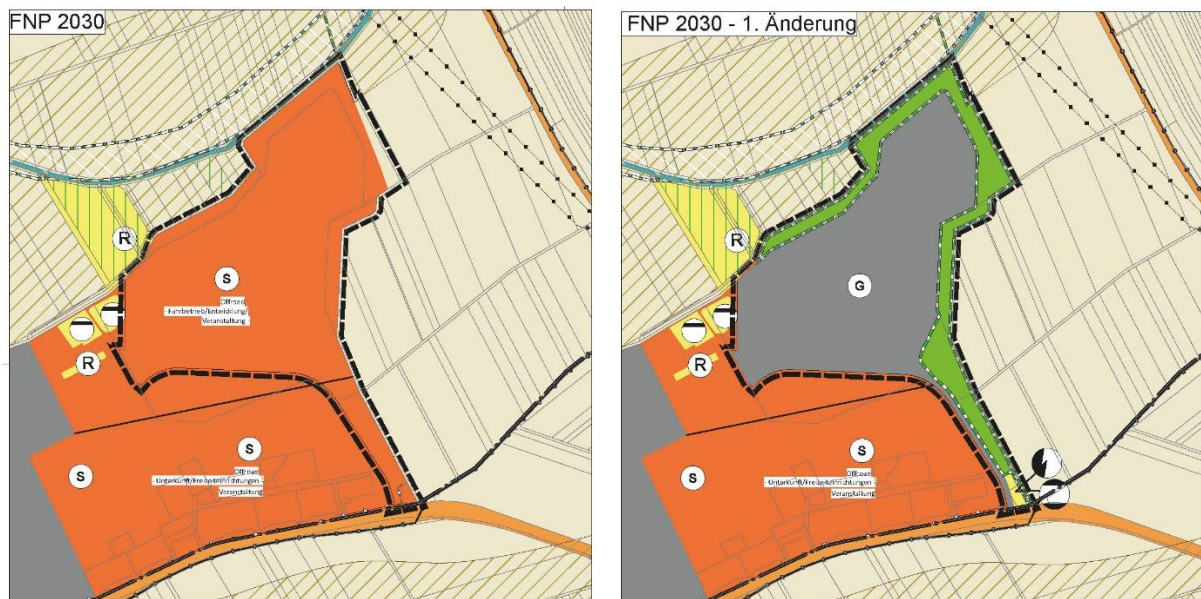 FNP 2030
R
S
Offroad
- Fahrbetrieb/Entwicklung/
Veranstaltung
R
S
S
Offroad
- Unterkunft/Freizeiteinrichtungen -
Veranstaltung
FNP 2030 - 1. Änderung
R
G
R
S
S
Offroad
- Unterkunft/Freizeiteinrichtungen -
Veranstaltung